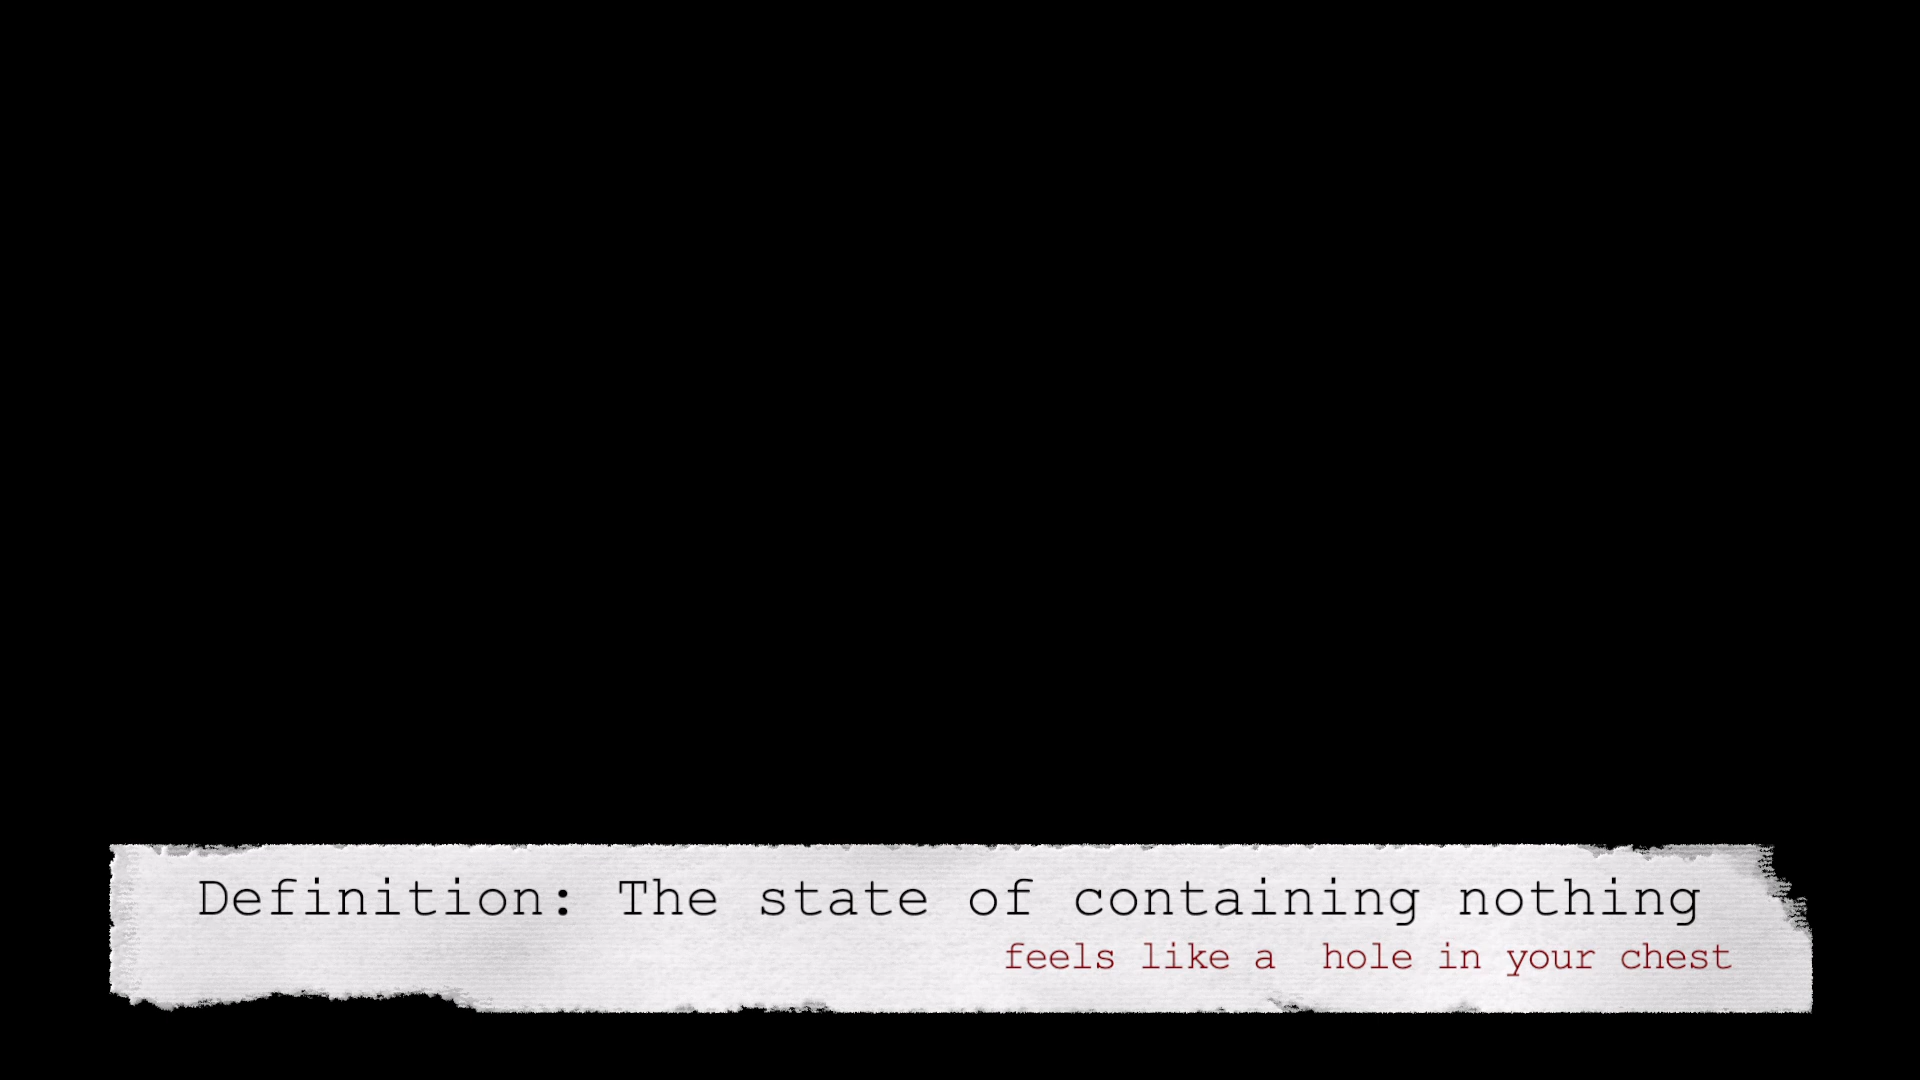 Definition: The state of containing nothing
feels like a  hole in your chest